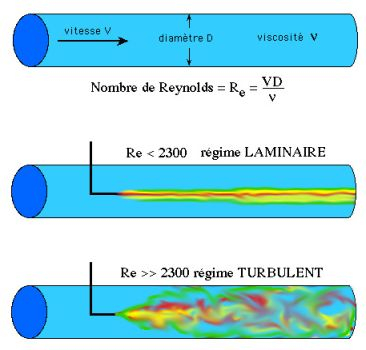 vitesse V diamètre D viscosité ν
Nombre de Reynolds = Re = VD/ν
Re < 2300 régime LAMINAIRE
Re >> 2300 régime TURBULENT